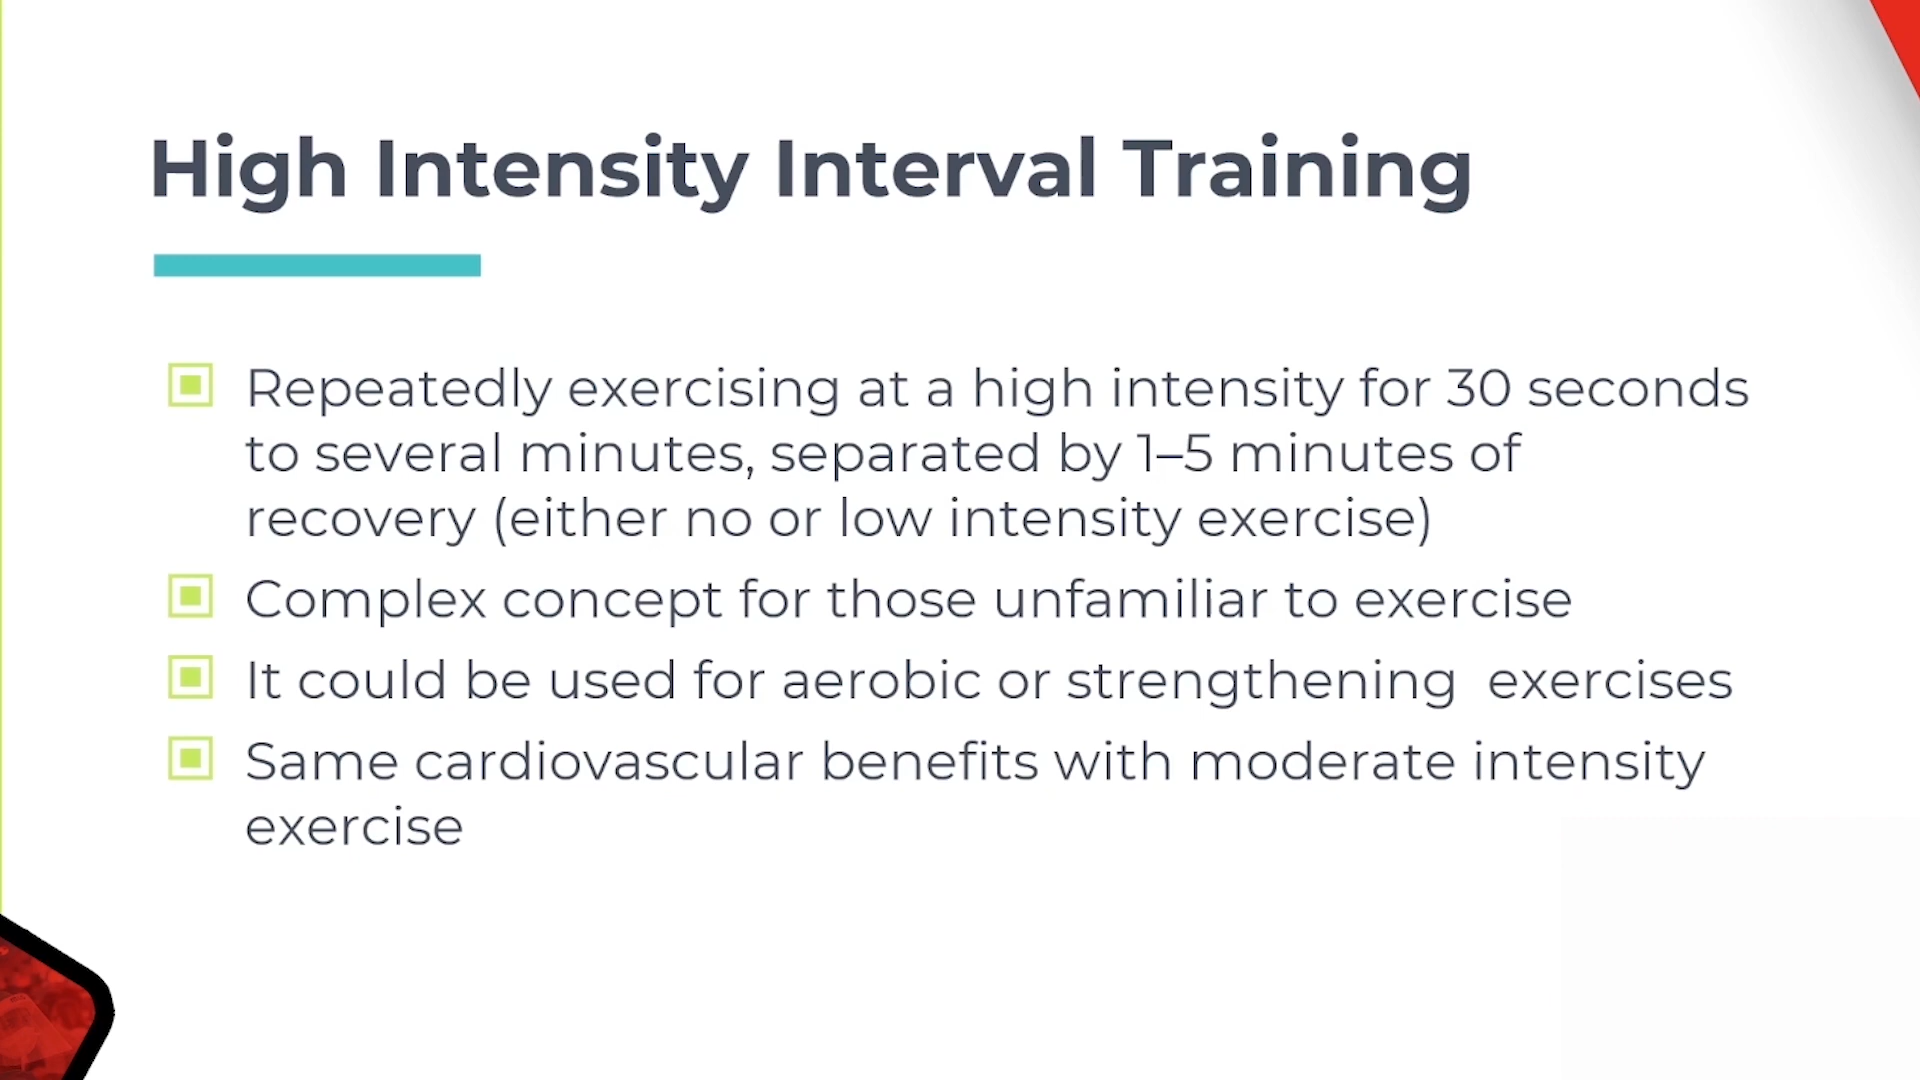 High Intensity Interval Training
Repeatedly exercising at a high intensity for 30 seconds
to several minutes, separated by 1–5 minutes of
recovery (either no or low intensity exercise)
Complex concept for those unfamiliar to exercise
It could be used for aerobic or strengthening  exercises
Same cardiovascular benefits with moderate intensity
exercise